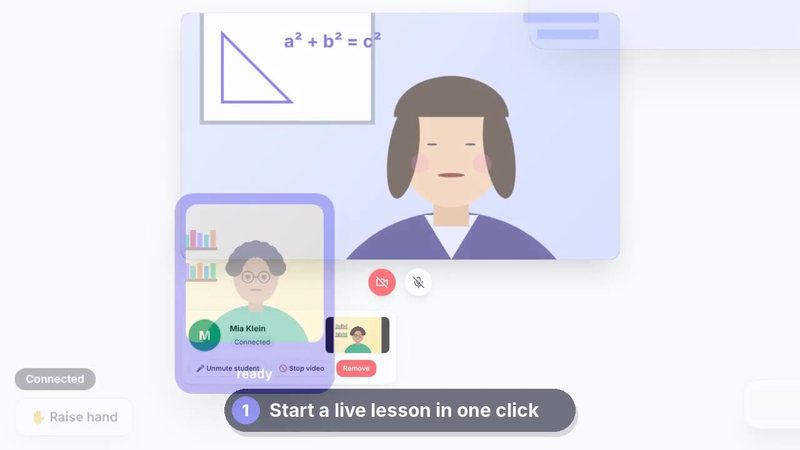 a² + b² = c²
M
Mia Klein
Connected
🎤 Unmute student
🚫 Stop video
Remove
ready
Connected
✋ Raise hand
1 Start a live lesson in one click